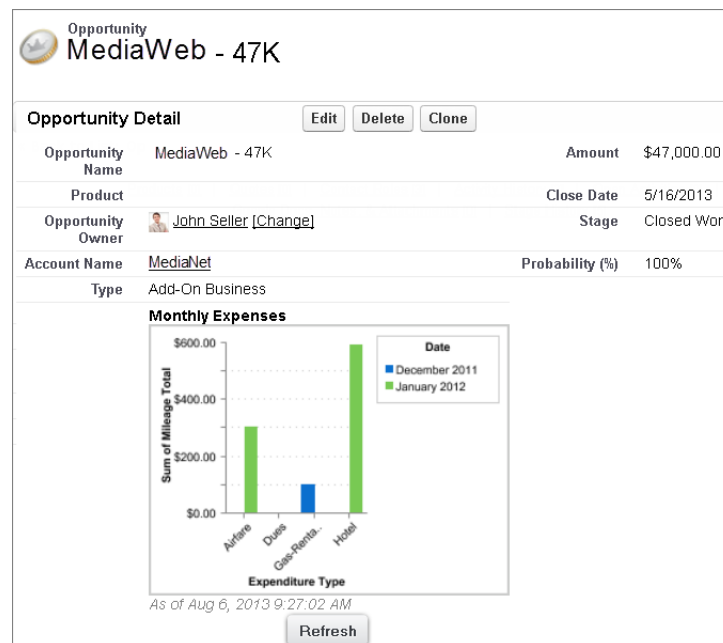 Opportunity
MediaWeb - 47K
Opportunity Detail
Edit
Delete
Clone
Opportunity
Name
MediaWeb - 47K
Amount
$47,000.00
Product
Close Date
5/16/2013
Opportunity
Owner
John Seller [Change]
Stage
Closed Wor
Account Name
MediaNet
Probability (%)
100%
Type
Add-On Business
Monthly Expenses
Sum of Mileage Total
$600.00
$400.00
$200.00
$0.00
Airfare
Dues
Gas-Renta..
Hotel
Expenditure Type
Date
December 2011
January 2012
As of Aug 6, 2013 9:27:02 AM
Refresh